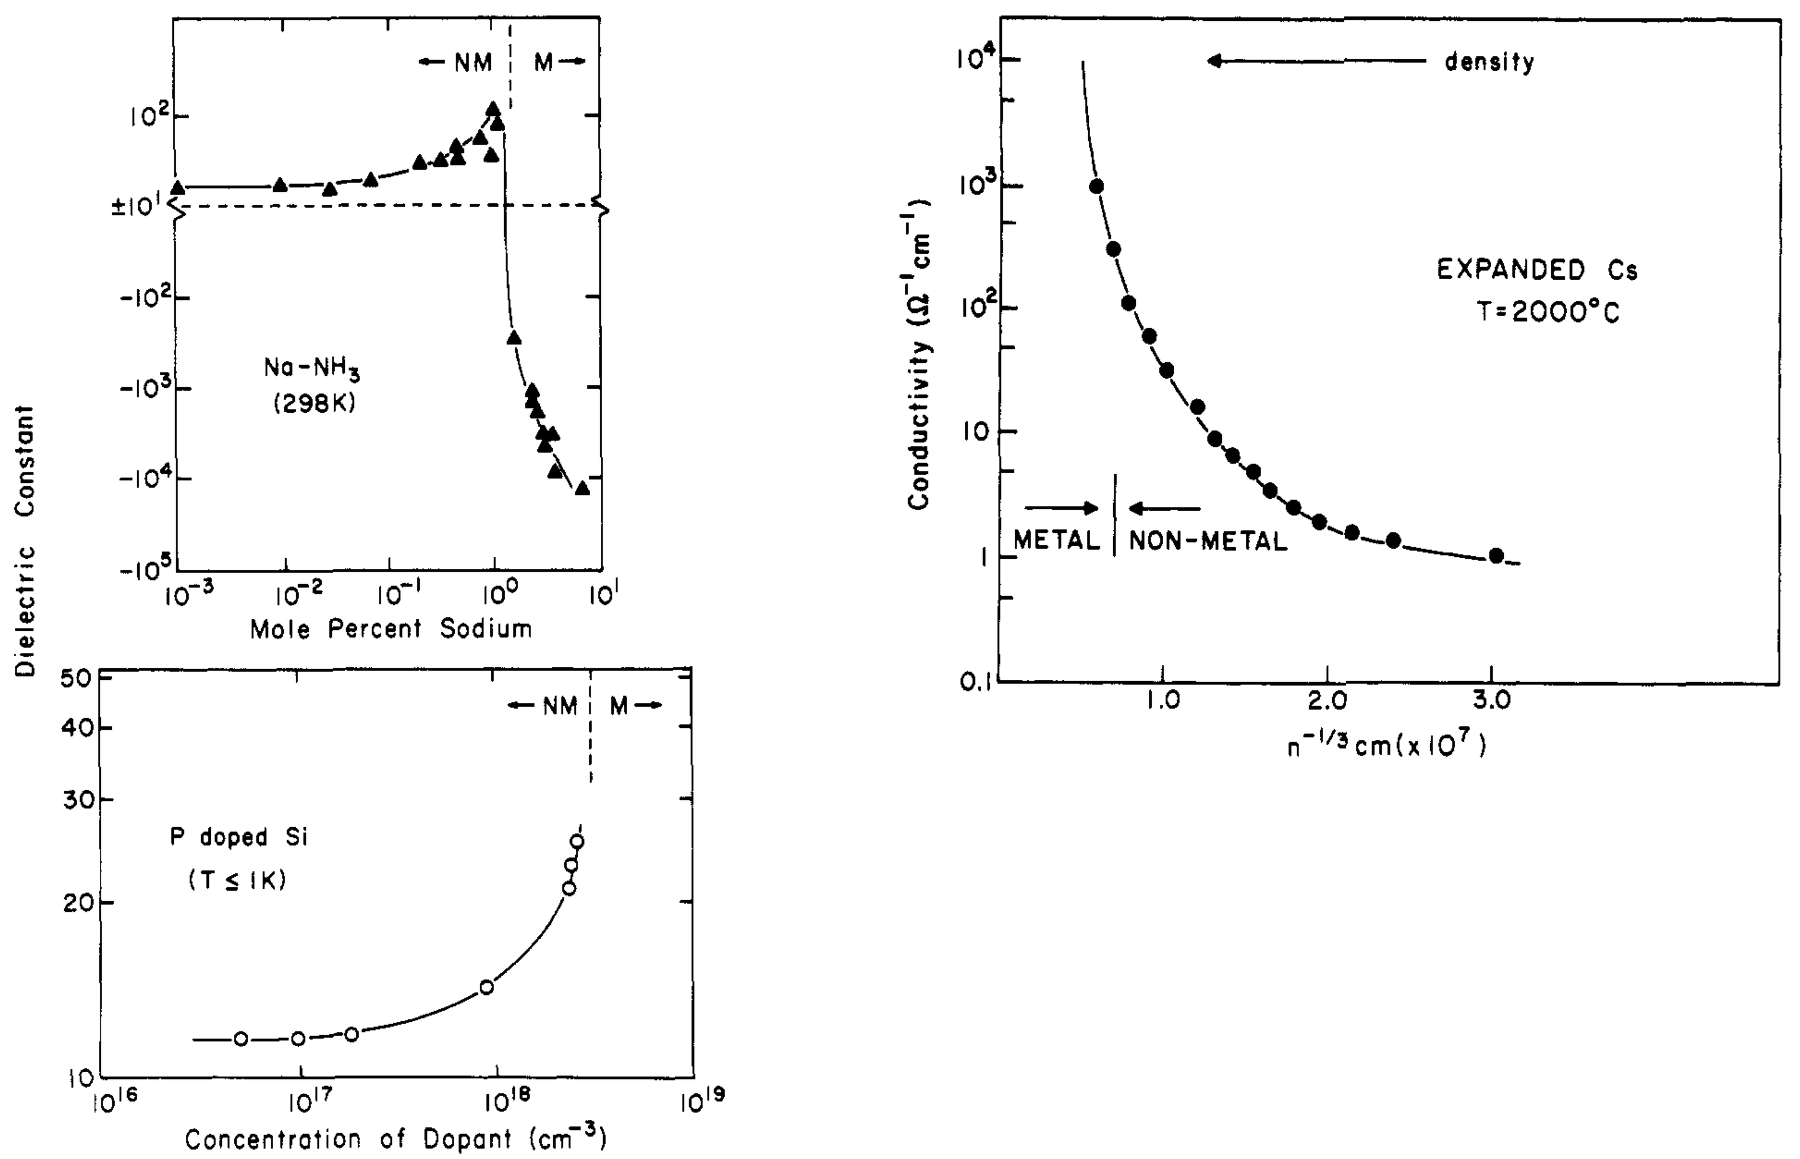 Dielectric Constant
← NM M →
10²
±10¹
-10²
-10³
-10⁴
-10⁵
Na-NH₃
(298K)
10⁻³ 10⁻² 10⁻¹ 10⁰ 10¹
Mole Percent Sodium
50
40
30
20
10
← NM M →
P doped Si
(T ≤ 1K)
10¹⁶ 10¹⁷ 10¹⁸ 10¹⁹
Concentration of Dopant (cm⁻³)
Conductivity (Ω⁻¹cm⁻¹)
10⁴
10³
10²
10
1
0.1
← density
EXPANDED Cs
T=2000°C
→ ←
METAL NON-METAL
1.0 2.0 3.0
n⁻¹/³cm(x10⁷)